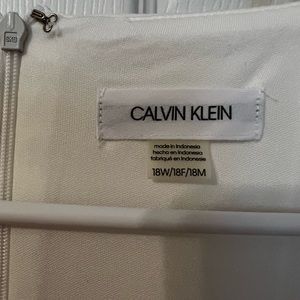 CALVIN KLEIN
made in Indonesia
hecho en Indonesia
fabriqué en Indonésie
18W/18F/18M